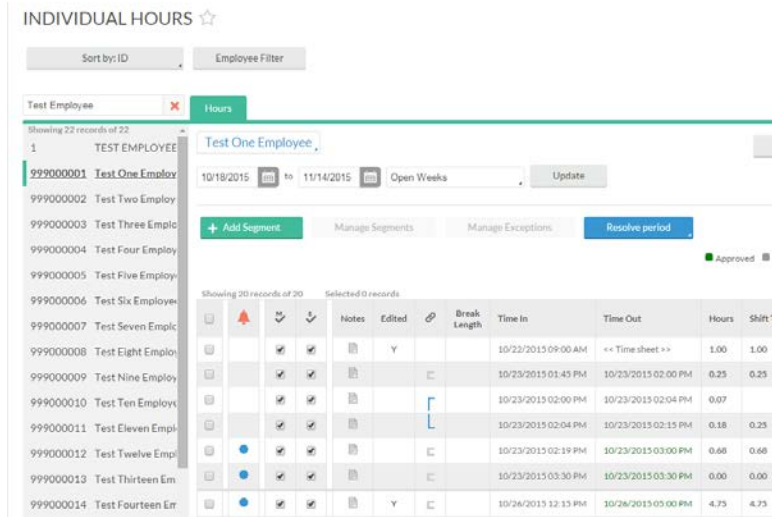 INDIVIDUAL HOURS
Sort by: ID
Employee Filter
Test Employee
Hours
Showing 22 records of 22
1 TEST EMPLOYEE
999000001 Test One Employ
999000002 Test Two Employ
999000003 Test Three Emplo
999000004 Test Four Employ
999000005 Test Five Employ
999000006 Test Six Employee
999000007 Test Seven Emplo
999000008 Test Eight Employ
999000009 Test Nine Employ
999000010 Test Ten Employe
999000011 Test Eleven Empl
999000012 Test Twelve Empl
999000013 Test Thirteen Em
999000014 Test Fourteen Em
Test One Employee
10/18/2015 to 11/14/2015 Open Weeks Update
+ Add Segment Manage Segments Manage Exceptions Resolve period
Approved
Showing 20 records of 20 Selected 0 records
M E Notes Edited Break Length Time In Time Out Hours Shift T
Y 10/22/2015 09:00 AM << Time sheet >> 1.00 1.00
10/23/2015 01:45 PM 10/23/2015 02:00 PM 0.25 0.25
10/23/2015 02:00 PM 10/23/2015 02:04 PM 0.07
10/23/2015 02:04 PM 10/23/2015 02:15 PM 0.18 0.25
10/23/2015 02:19 PM 10/23/2015 03:00 PM 0.68 0.68
10/23/2015 03:30 PM 10/23/2015 03:30 PM 0.00 0.00
Y 10/26/2015 12:15 PM 10/26/2015 05:00 PM 4.75 4.75